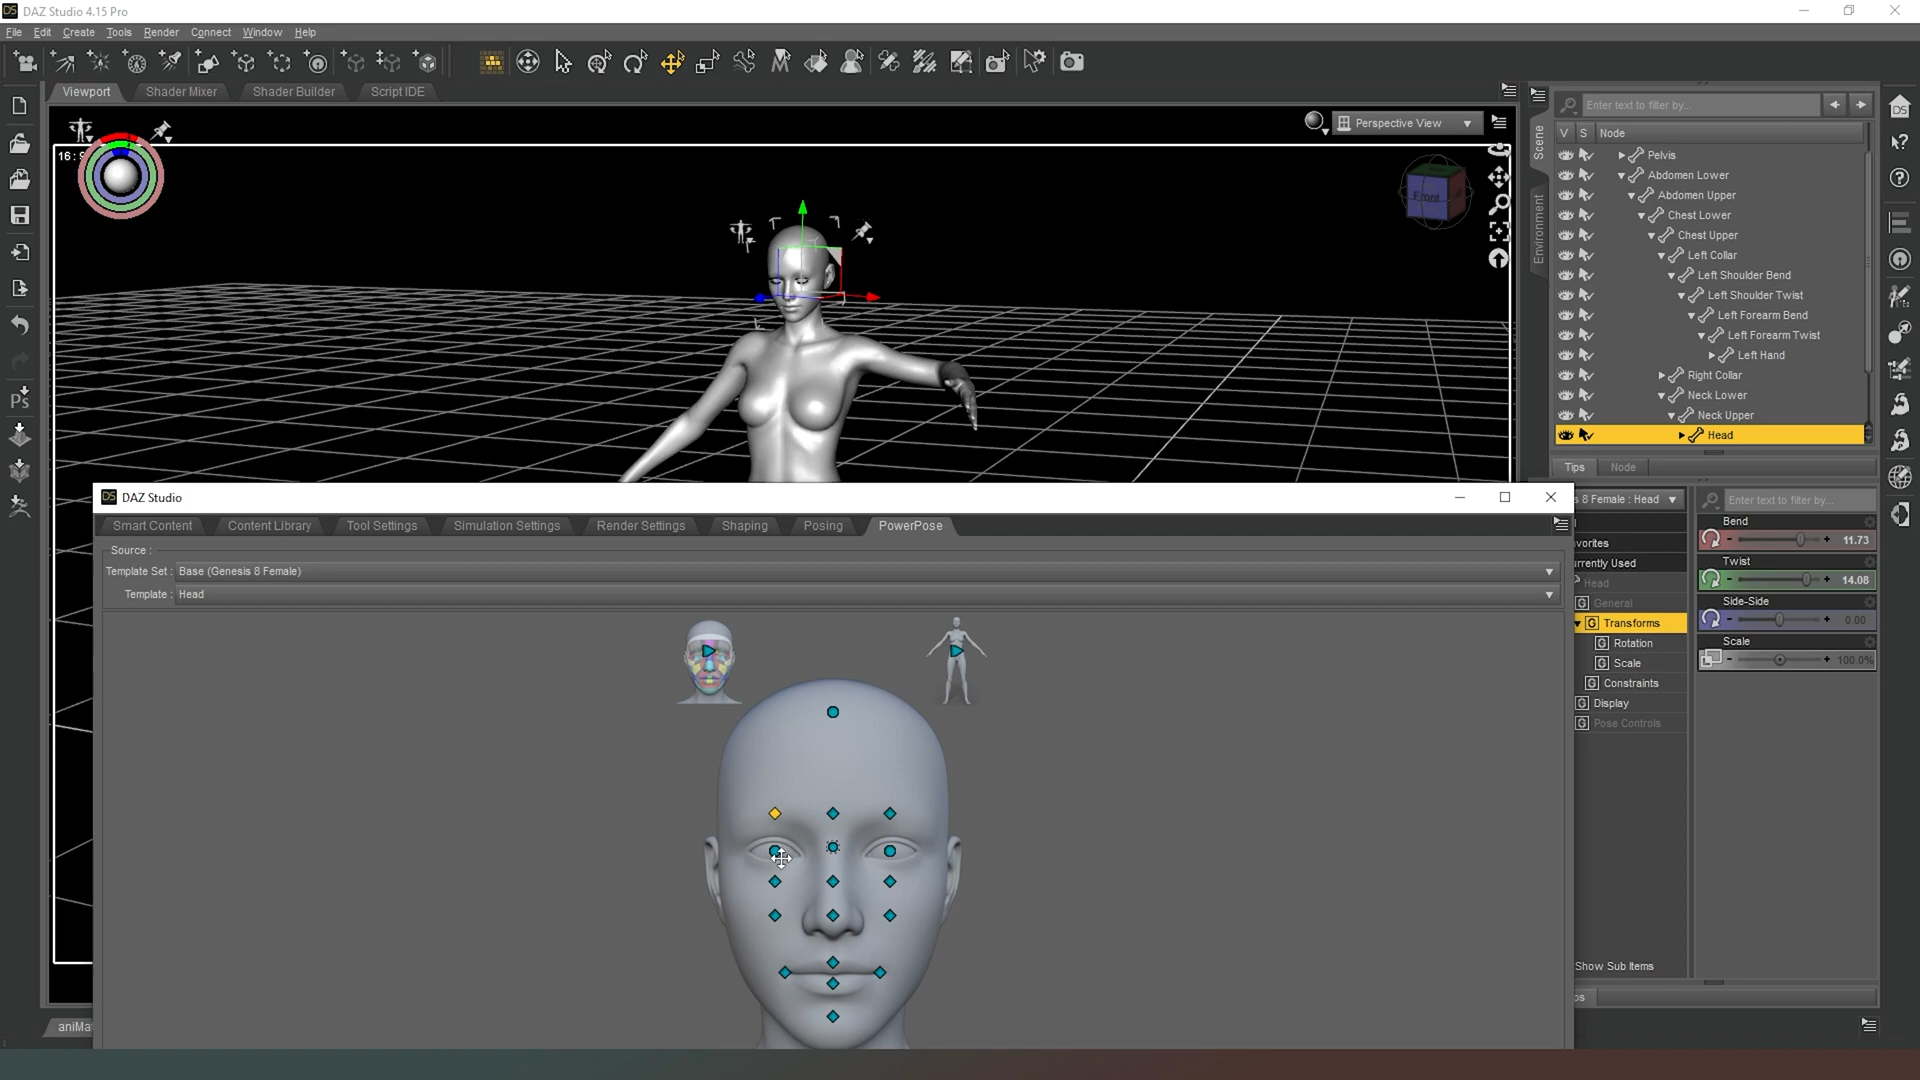 DAZ Studio 4.15 Pro
File Edit Create Tools Render Connect Window Help
Viewport Shader Mixer Shader Builder Script IDE
Perspective View
Front
Scene
Environment
Enter text to filter by...
V S Node
Pelvis
Abdomen Lower
Abdomen Upper
Chest Lower
Chest Upper
Left Collar
Left Shoulder Bend
Left Shoulder Twist
Left Forearm Bend
Left Forearm Twist
Left Hand
Right Collar
Neck Lower
Neck Upper
Head
Tips Node
DAZ Studio
Smart Content Content Library Tool Settings Simulation Settings Render Settings Shaping Posing PowerPose
Source :
Template Set : Base (Genesis 8 Female)
Template : Head
s 8 Female : Head
Enter text to filter by...
avorites
urrently Used
Head
General
Transforms
Rotation
Scale
Constraints
Display
Pose Controls
Bend
11.73
Twist
14.08
Side-Side
0.00
Scale
100.0%
Show Sub Items
aniMa